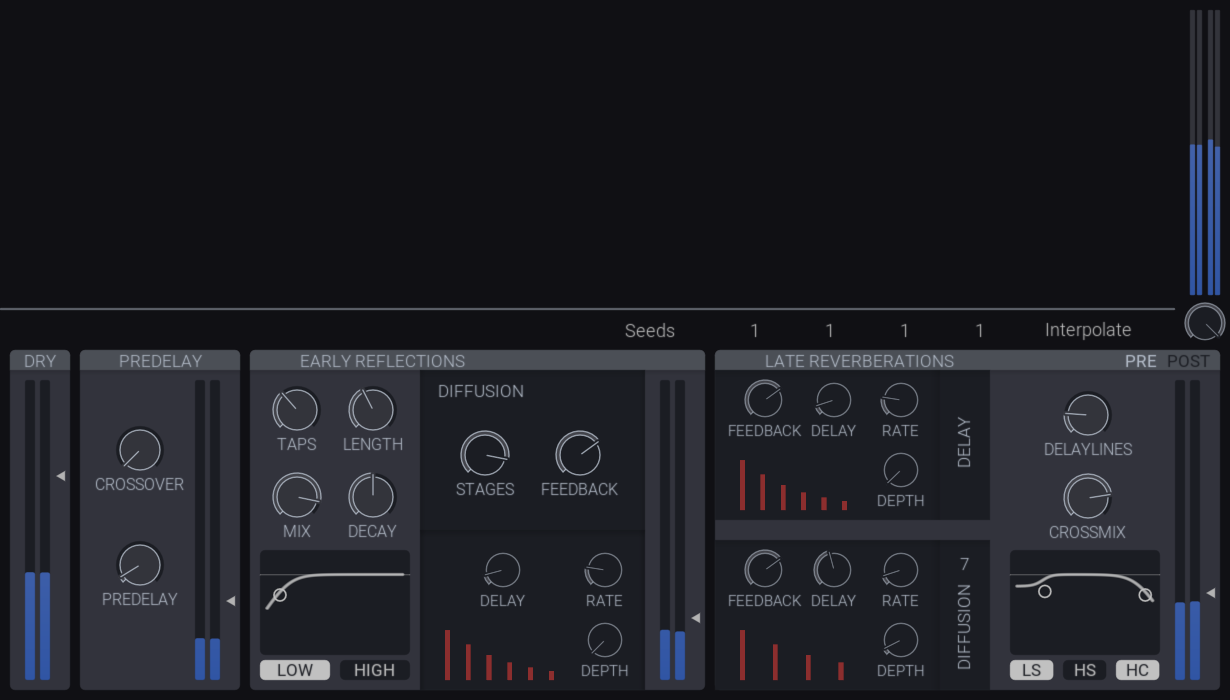 Seeds 1 1 1 1 Interpolate
DRY PREDELAY EARLY REFLECTIONS LATE REVERBERATIONS PRE POST
CROSSOVER
PREDELAY
TAPS LENGTH
MIX DECAY
LOW HIGH
DIFFUSION
STAGES FEEDBACK
DELAY RATE
DEPTH
FEEDBACK DELAY RATE
DEPTH
DELAY
FEEDBACK DELAY RATE
DEPTH
7
DIFFUSION
DELAYLINES
CROSSMIX
LS HS HC